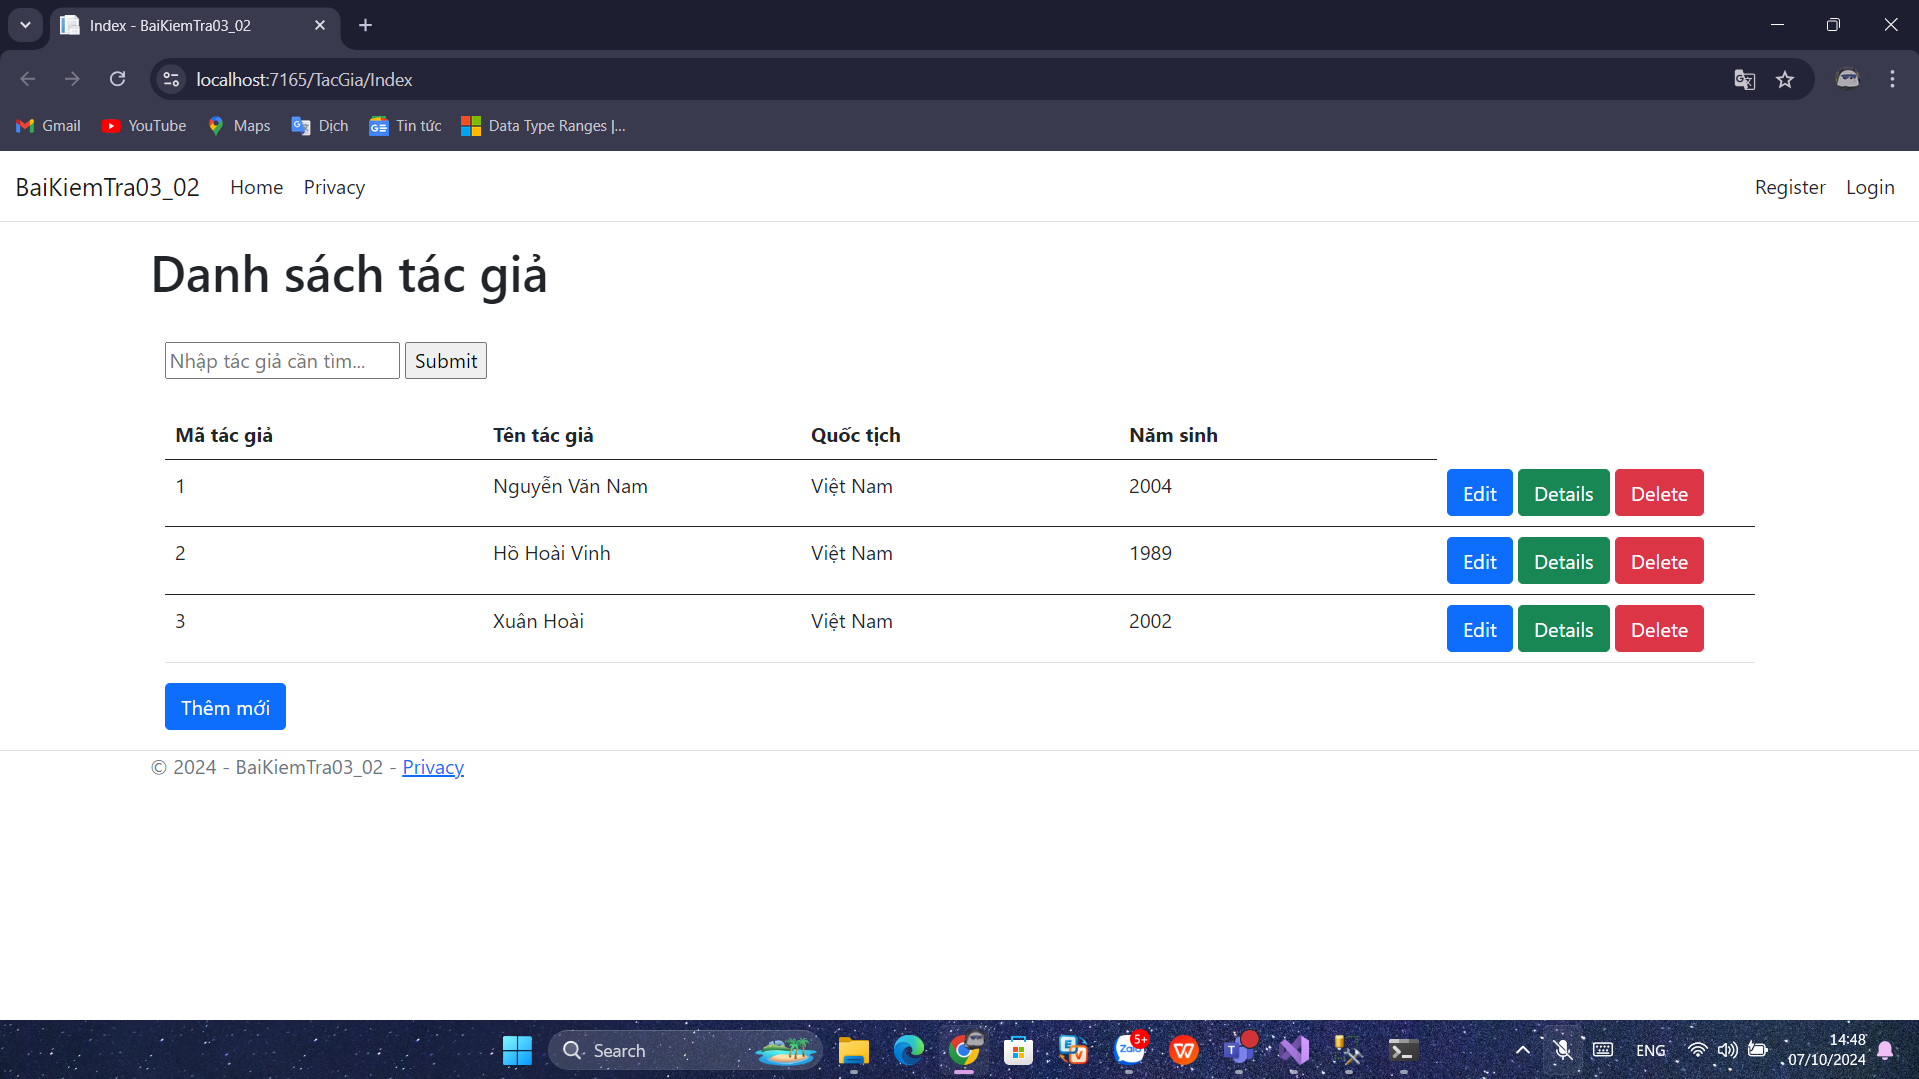 Index - BaiKiemTra03_02
localhost:7165/TacGia/Index
Gmail YouTube Maps Dịch Tin tức Data Type Ranges |...
BaiKiemTra03_02 Home Privacy Register Login
Danh sách tác giả
Nhập tác giả cần tìm... Submit
Mã tác giả Tên tác giả Quốc tịch Năm sinh
1 Nguyễn Văn Nam Việt Nam 2004 Edit Details Delete
2 Hồ Hoài Vinh Việt Nam 1989 Edit Details Delete
3 Xuân Hoài Việt Nam 2002 Edit Details Delete
Thêm mới
© 2024 - BaiKiemTra03_02 - Privacy
Search Zalo 5+ ENG 14:48
07/10/2024